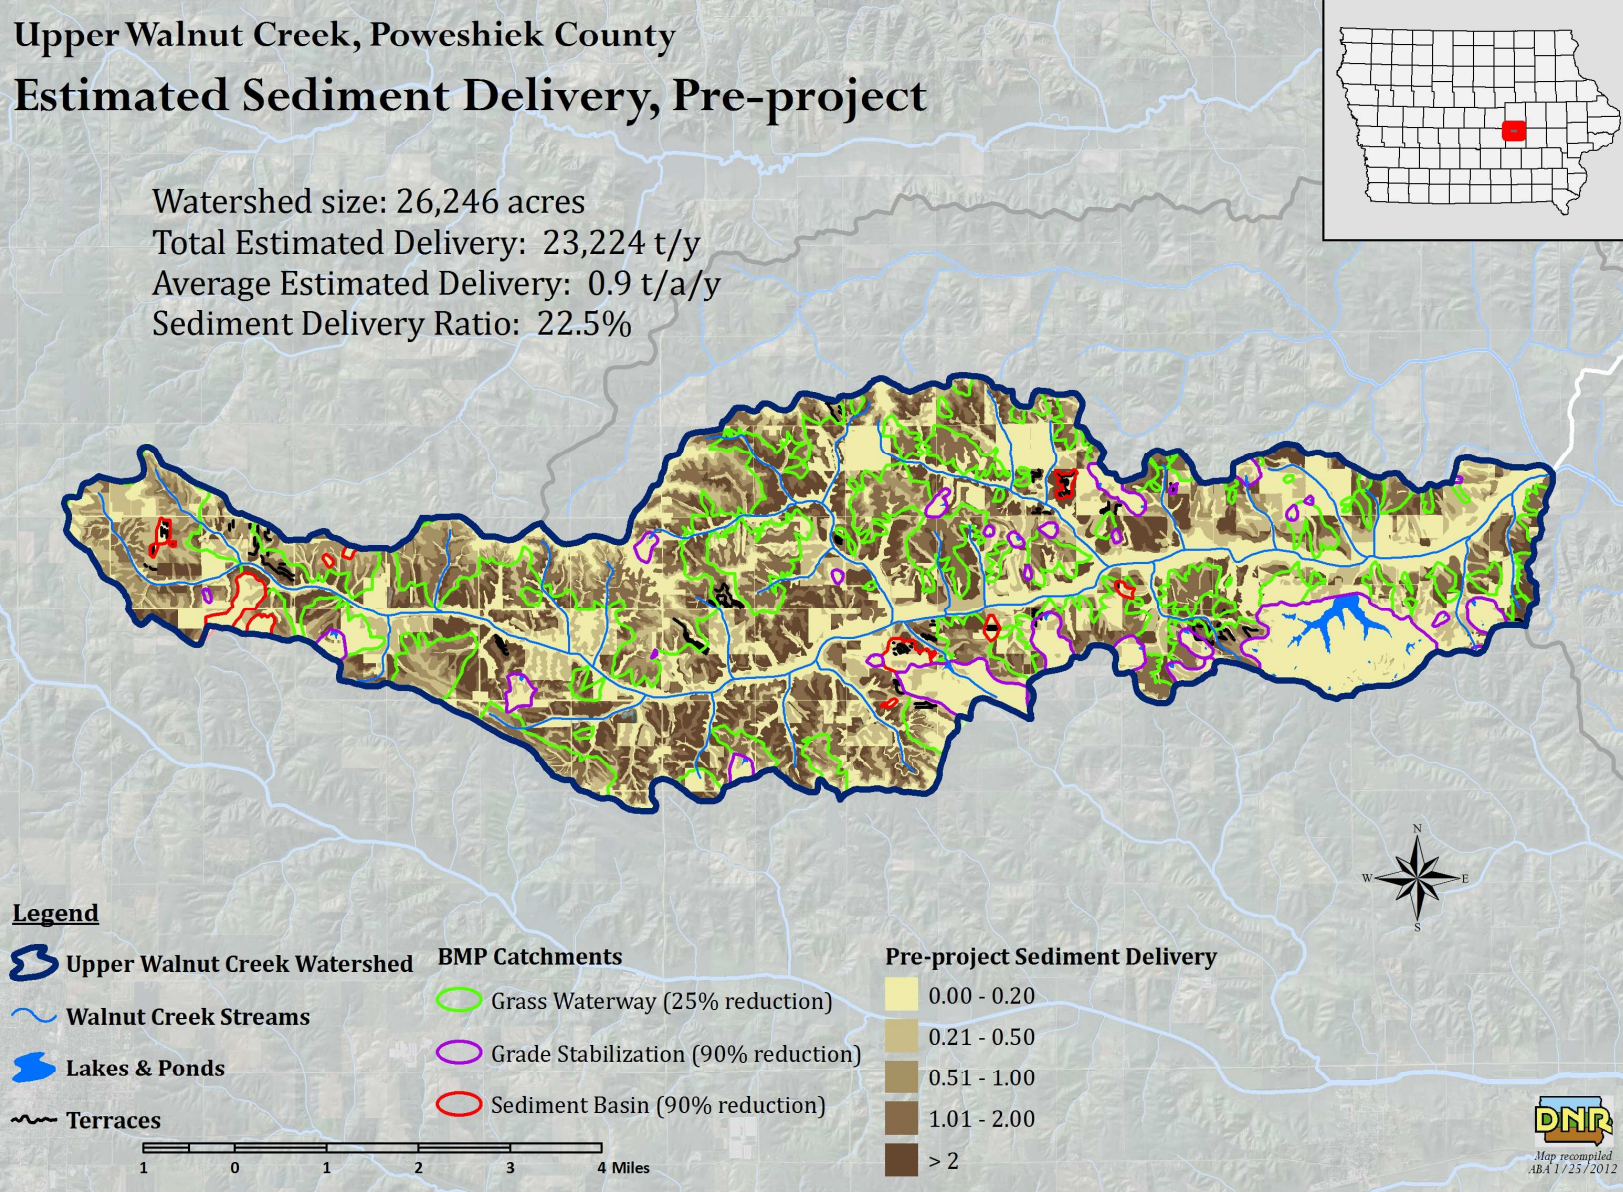 Upper Walnut Creek, Poweshiek County
Estimated Sediment Delivery, Pre-project
Watershed size: 26,246 acres
Total Estimated Delivery: 23,224 t/y
Average Estimated Delivery: 0.9 t/a/y
Sediment Delivery Ratio: 22.5%
N
W E
S
Legend
Upper Walnut Creek Watershed
Walnut Creek Streams
Lakes & Ponds
Terraces
BMP Catchments
Grass Waterway (25% reduction)
Grade Stabilization (90% reduction)
Sediment Basin (90% reduction)
Pre-project Sediment Delivery
0.00 - 0.20
0.21 - 0.50
0.51 - 1.00
1.01 - 2.00
> 2
1 0 1 2 3 4 Miles
DNR
Map recompiled
ABA 1/25/2012